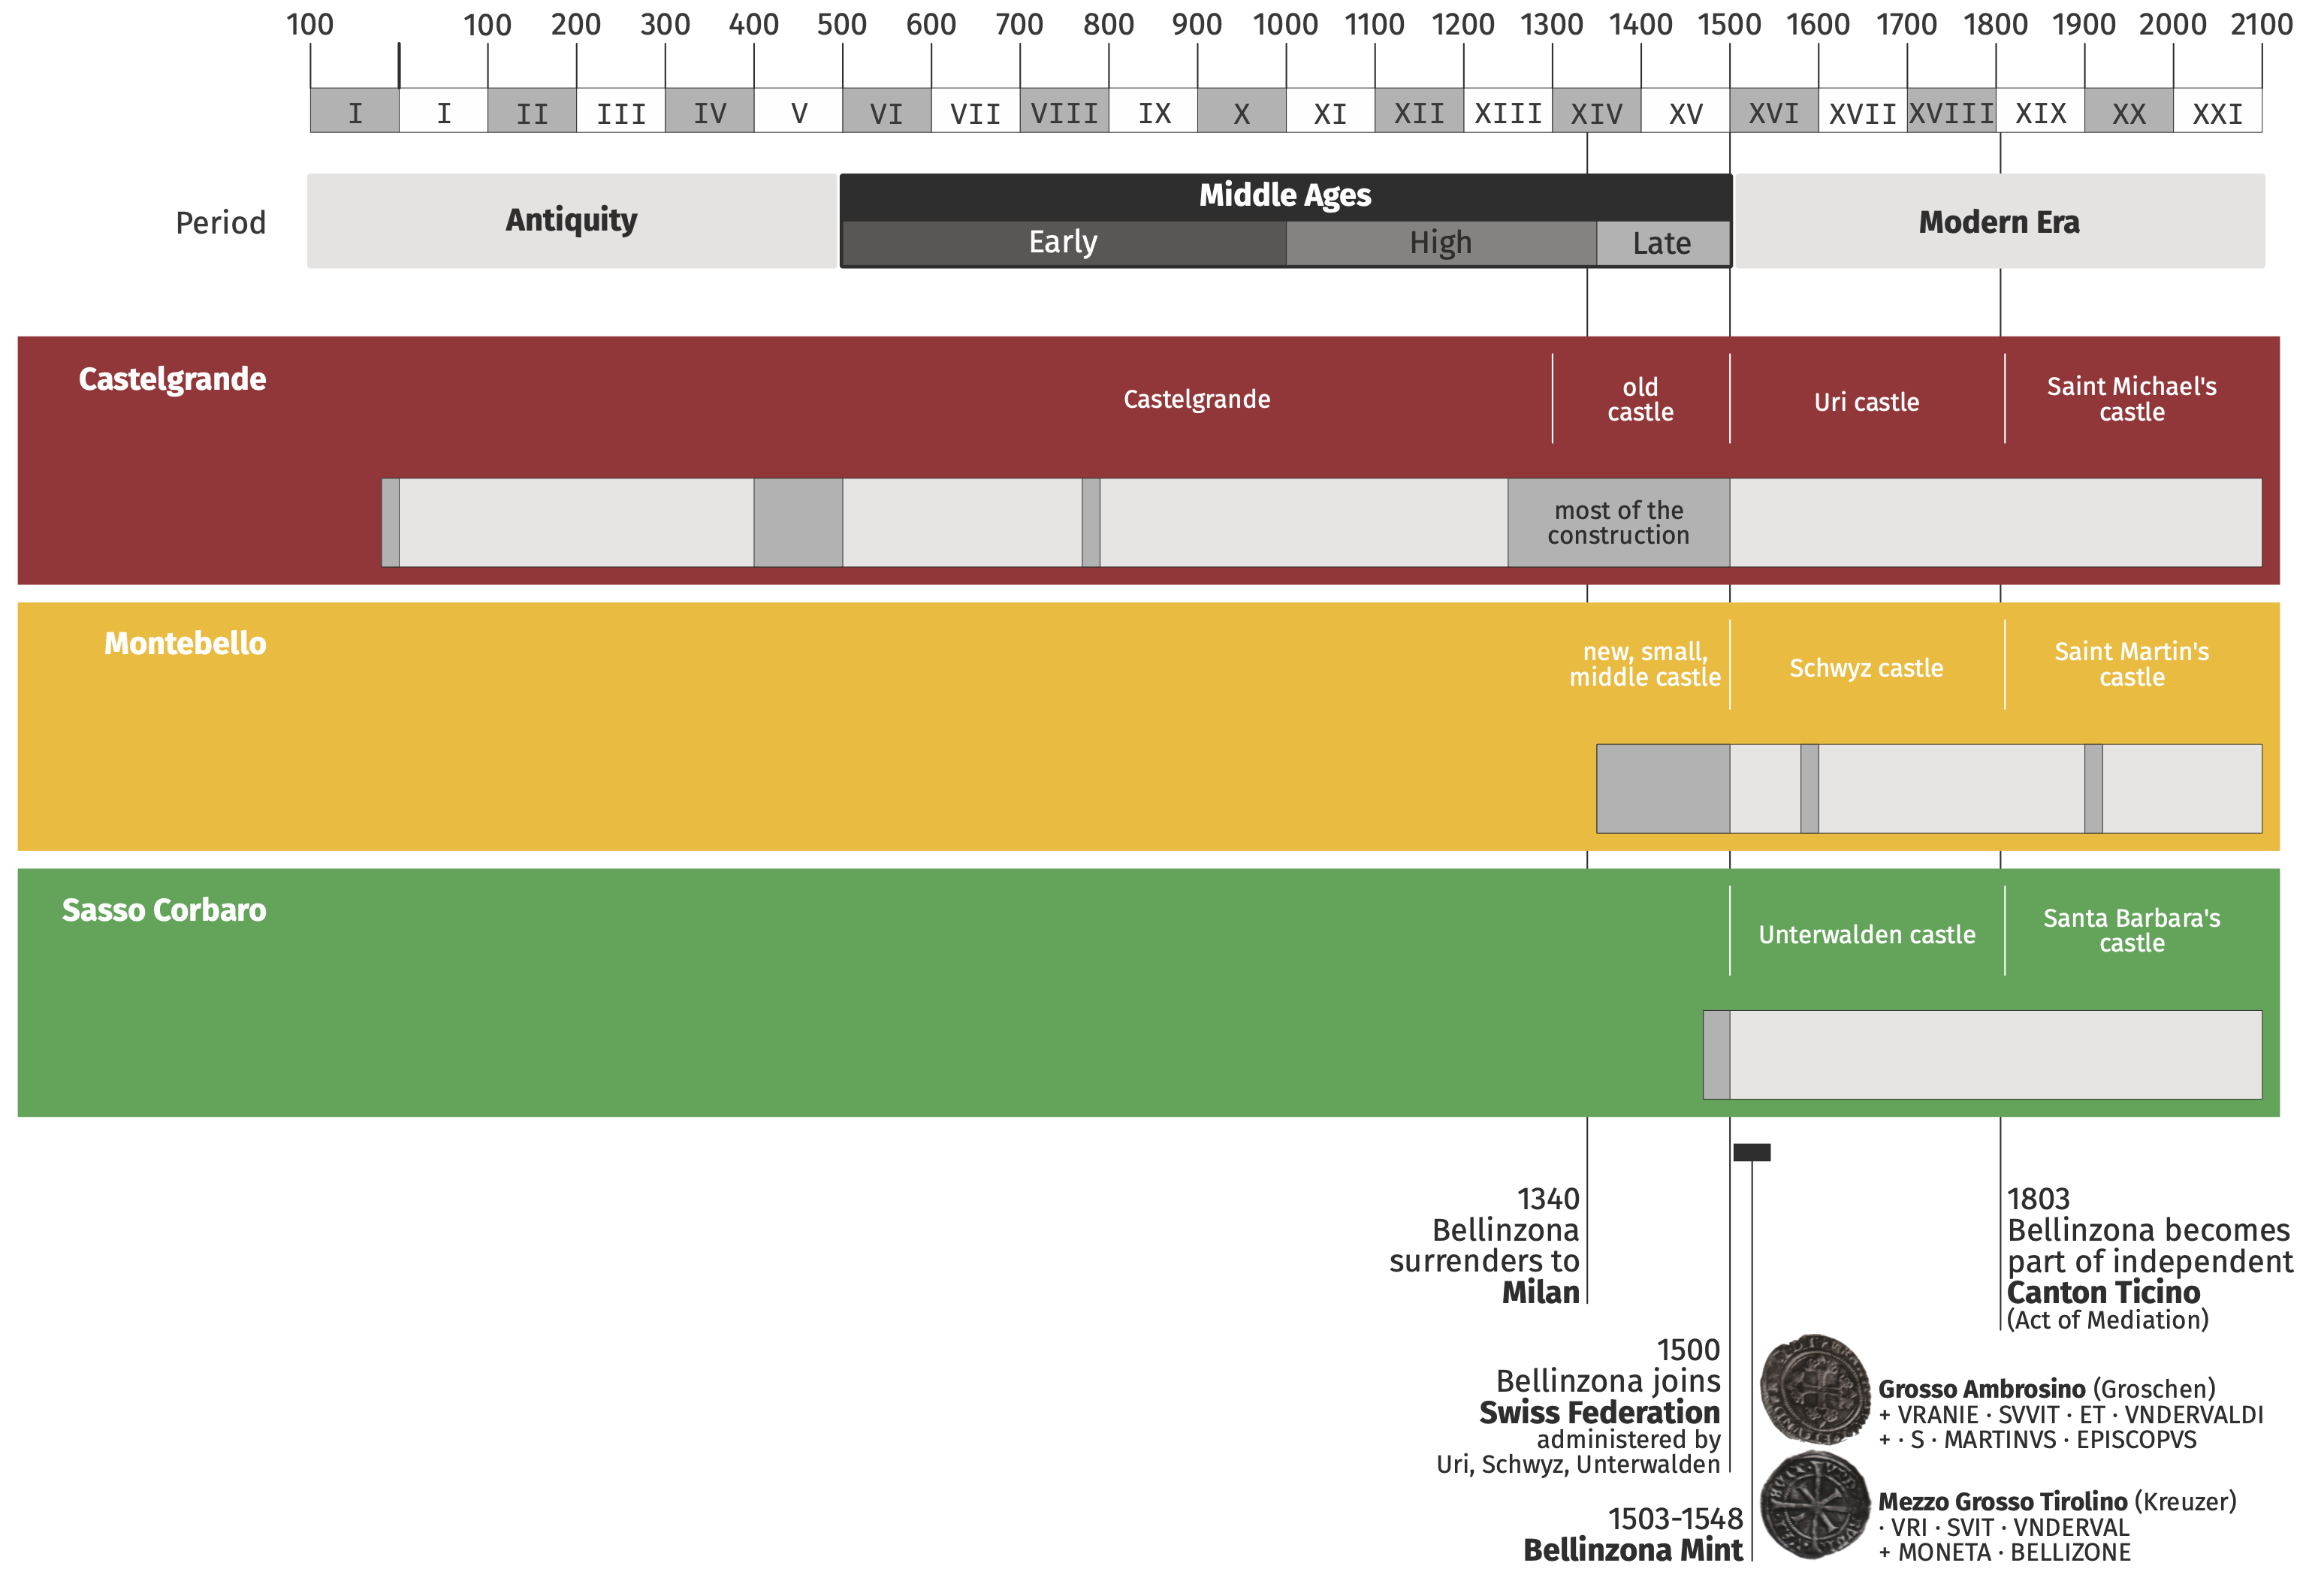 100 100 200 300 400 500 600 700 800 900 1000 1100 1200 1300 1400 1500 1600 1700 1800 1900 2000 2100
I I II III IV V VI VII VIII IX X XI XII XIII XIV XV XVI XVII XVIII XIX XX XXI
Period
Antiquity
Middle Ages
Early
High
Late
Modern Era
Castelgrande
Castelgrande
old
castle
Uri castle
Saint Michael's
castle
most of the
construction
Montebello
new, small,
middle castle
Schwyz castle
Saint Martin's
castle
Sasso Corbaro
Unterwalden castle
Santa Barbara's
castle
1340
Bellinzona
surrenders to
Milan
1803
Bellinzona becomes
part of independent
Canton Ticino
(Act of Mediation)
1500
Bellinzona joins
Swiss Federation
administered by
Uri, Schwyz, Unterwalden
Grosso Ambrosino (Groschen)
+ VRANIE · SVVIT · ET · VNDERVALDI
+ · S · MARTINVS · EPISCOPVS
1503-1548
Bellinzona Mint
Mezzo Grosso Tirolino (Kreuzer)
· VRI · SVIT · VNDERVAL
+ MONETA · BELLIZONE